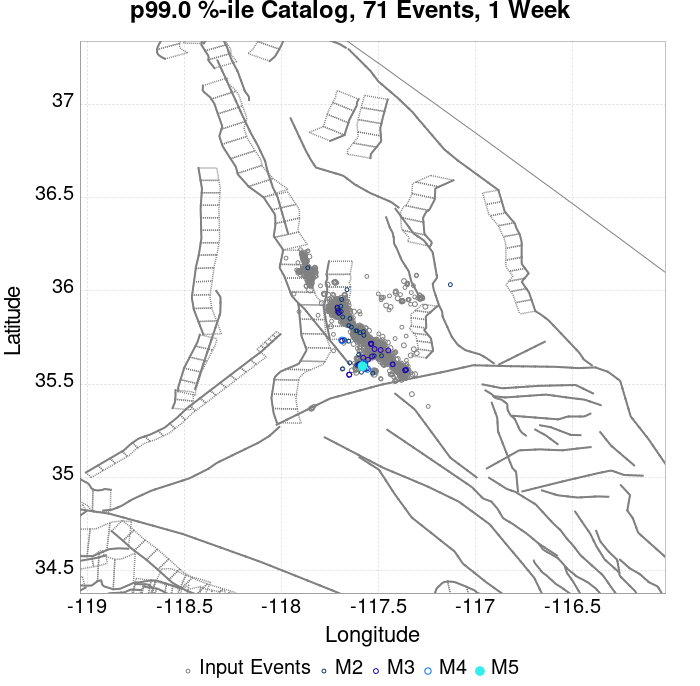 p99.0 %-ile Catalog, 71 Events, 1 Week
37
36.5
36
35.5
35
34.5
Latitude
-119
-118.5
-118
-117.5
-117
-116.5
Longitude
Input Events
M2
M3
M4
M5